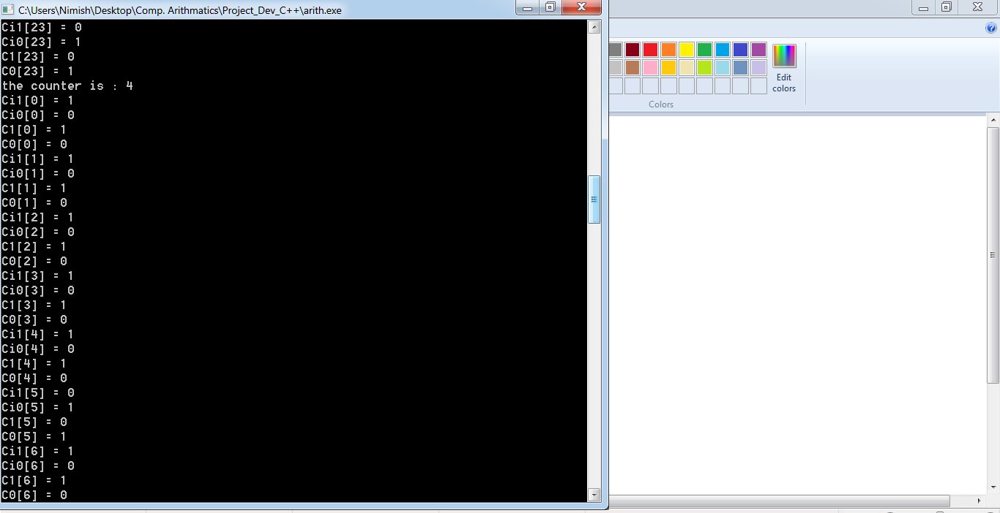 C:\Users\Nimish\Desktop\Comp. Arithmatics\Project_Dev_C++\arith.exe
Ci1[23] = 0
Ci0[23] = 1
C1[23] = 0
C0[23] = 1
the counter is : 4
Ci1[0] = 1
Ci0[0] = 0
C1[0] = 1
C0[0] = 0
Ci1[1] = 1
Ci0[1] = 0
C1[1] = 1
C0[1] = 0
Ci1[2] = 1
Ci0[2] = 0
C1[2] = 1
C0[2] = 0
Ci1[3] = 1
Ci0[3] = 0
C1[3] = 1
C0[3] = 0
Ci1[4] = 1
Ci0[4] = 0
C1[4] = 1
C0[4] = 0
Ci1[5] = 0
Ci0[5] = 1
C1[5] = 0
C0[5] = 1
Ci1[6] = 1
Ci0[6] = 0
C1[6] = 1
C0[6] = 0
Edit
colors
Colors